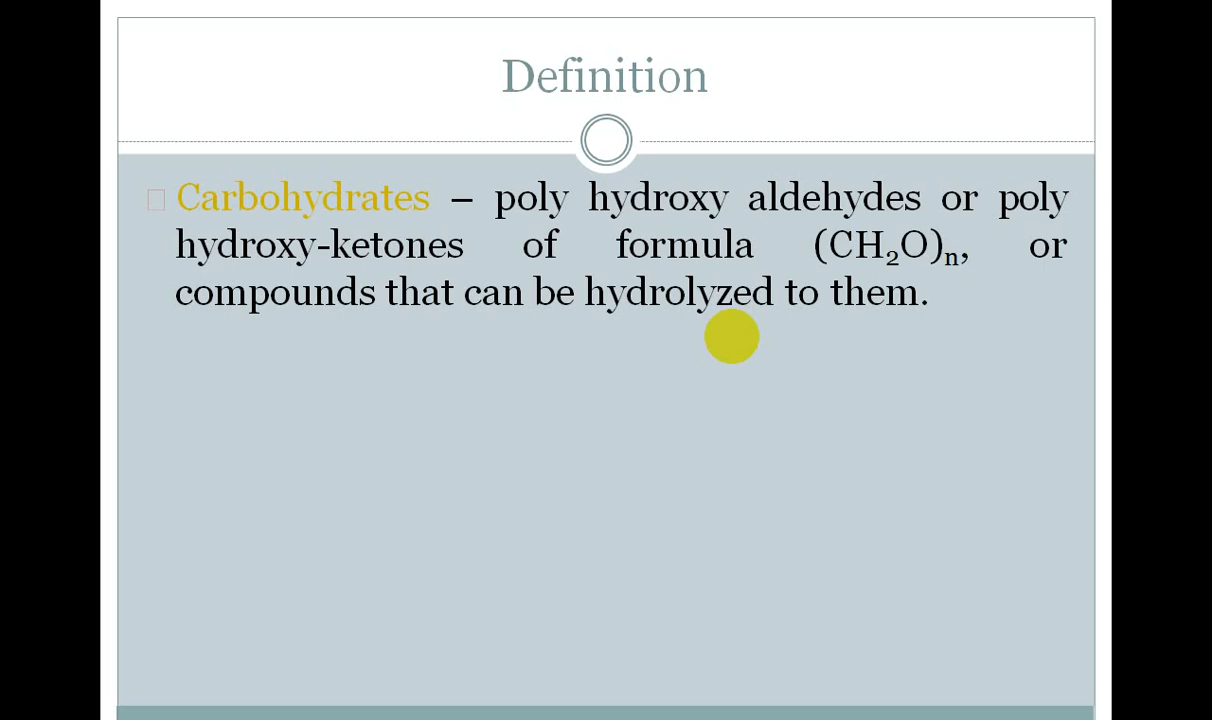 Definition
Carbohydrates – poly hydroxy aldehydes or poly
hydroxy-ketones of formula (CH₂O)ₙ, or
compounds that can be hydrolyzed to them.